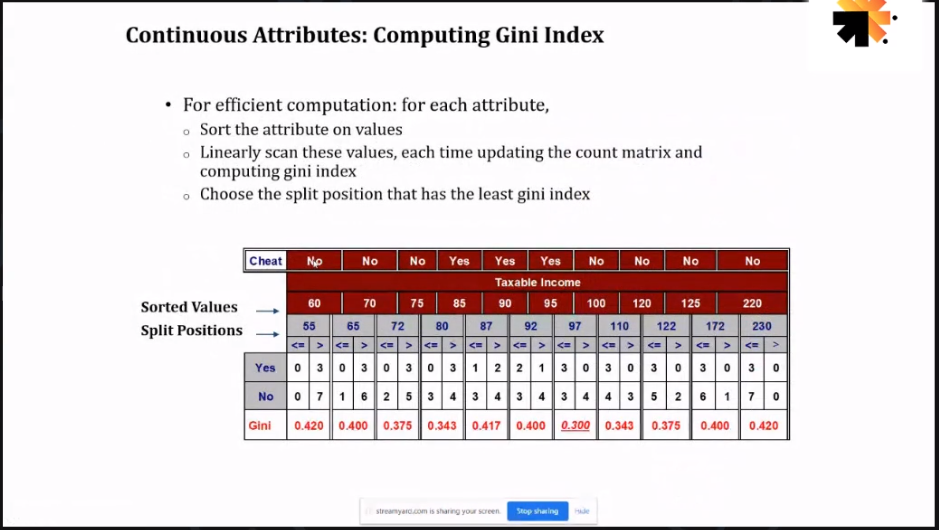 Continuous Attributes: Computing Gini Index
• For efficient computation: for each attribute,
o Sort the attribute on values
o Linearly scan these values, each time updating the count matrix and
computing gini index
o Choose the split position that has the least gini index
Cheat No No No Yes Yes Yes No No No No
Taxable Income
Sorted Values 60 70 75 85 90 95 100 120 125 220
Split Positions 55 65 72 80 87 92 97 110 122 172 230
<= > <= > <= > <= > <= > <= > <= > <= > <= > <= > <= >
Yes 0 3 0 3 0 3 0 3 1 2 2 1 3 0 3 0 3 0 3 0 3 0
No 0 7 1 6 2 5 3 4 3 4 3 4 3 4 4 3 5 2 6 1 7 0
Gini 0.420 0.400 0.375 0.343 0.417 0.400 0.300 0.343 0.375 0.400 0.420
streamyard.com is sharing your screen. Stop sharing Hide